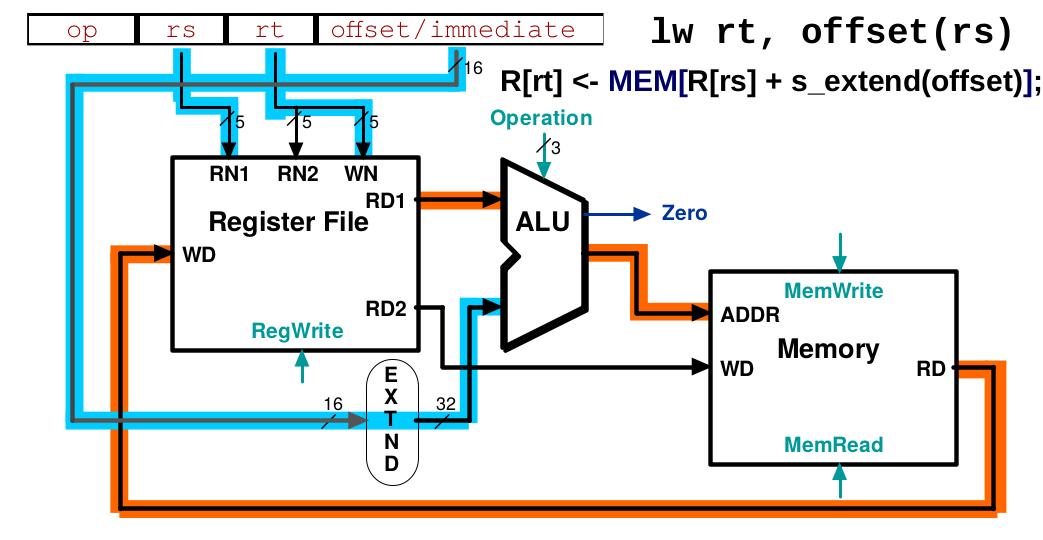 op rs rt offset/immediate
lw rt, offset(rs)
16
R[rt] <- MEM[R[rs] + s_extend(offset)];
5 5 5
Operation
3
RN1 RN2 WN
RD1
Register File
ALU
Zero
WD
MemWrite
RD2
ADDR
RegWrite
Memory
WD
RD
E
X
T
N
D
16
32
MemRead